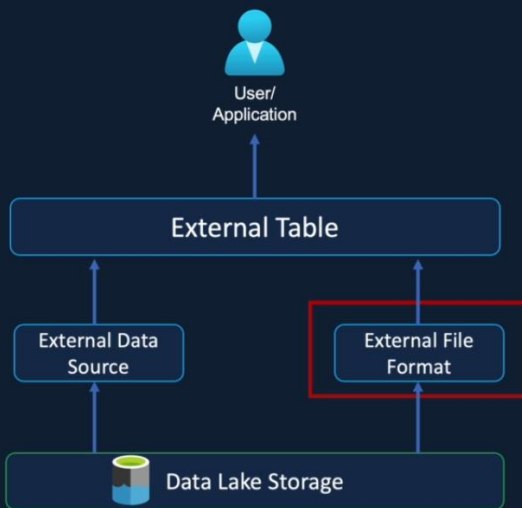 User/
Application
External Table
External Data
Source
External File
Format
Data Lake Storage